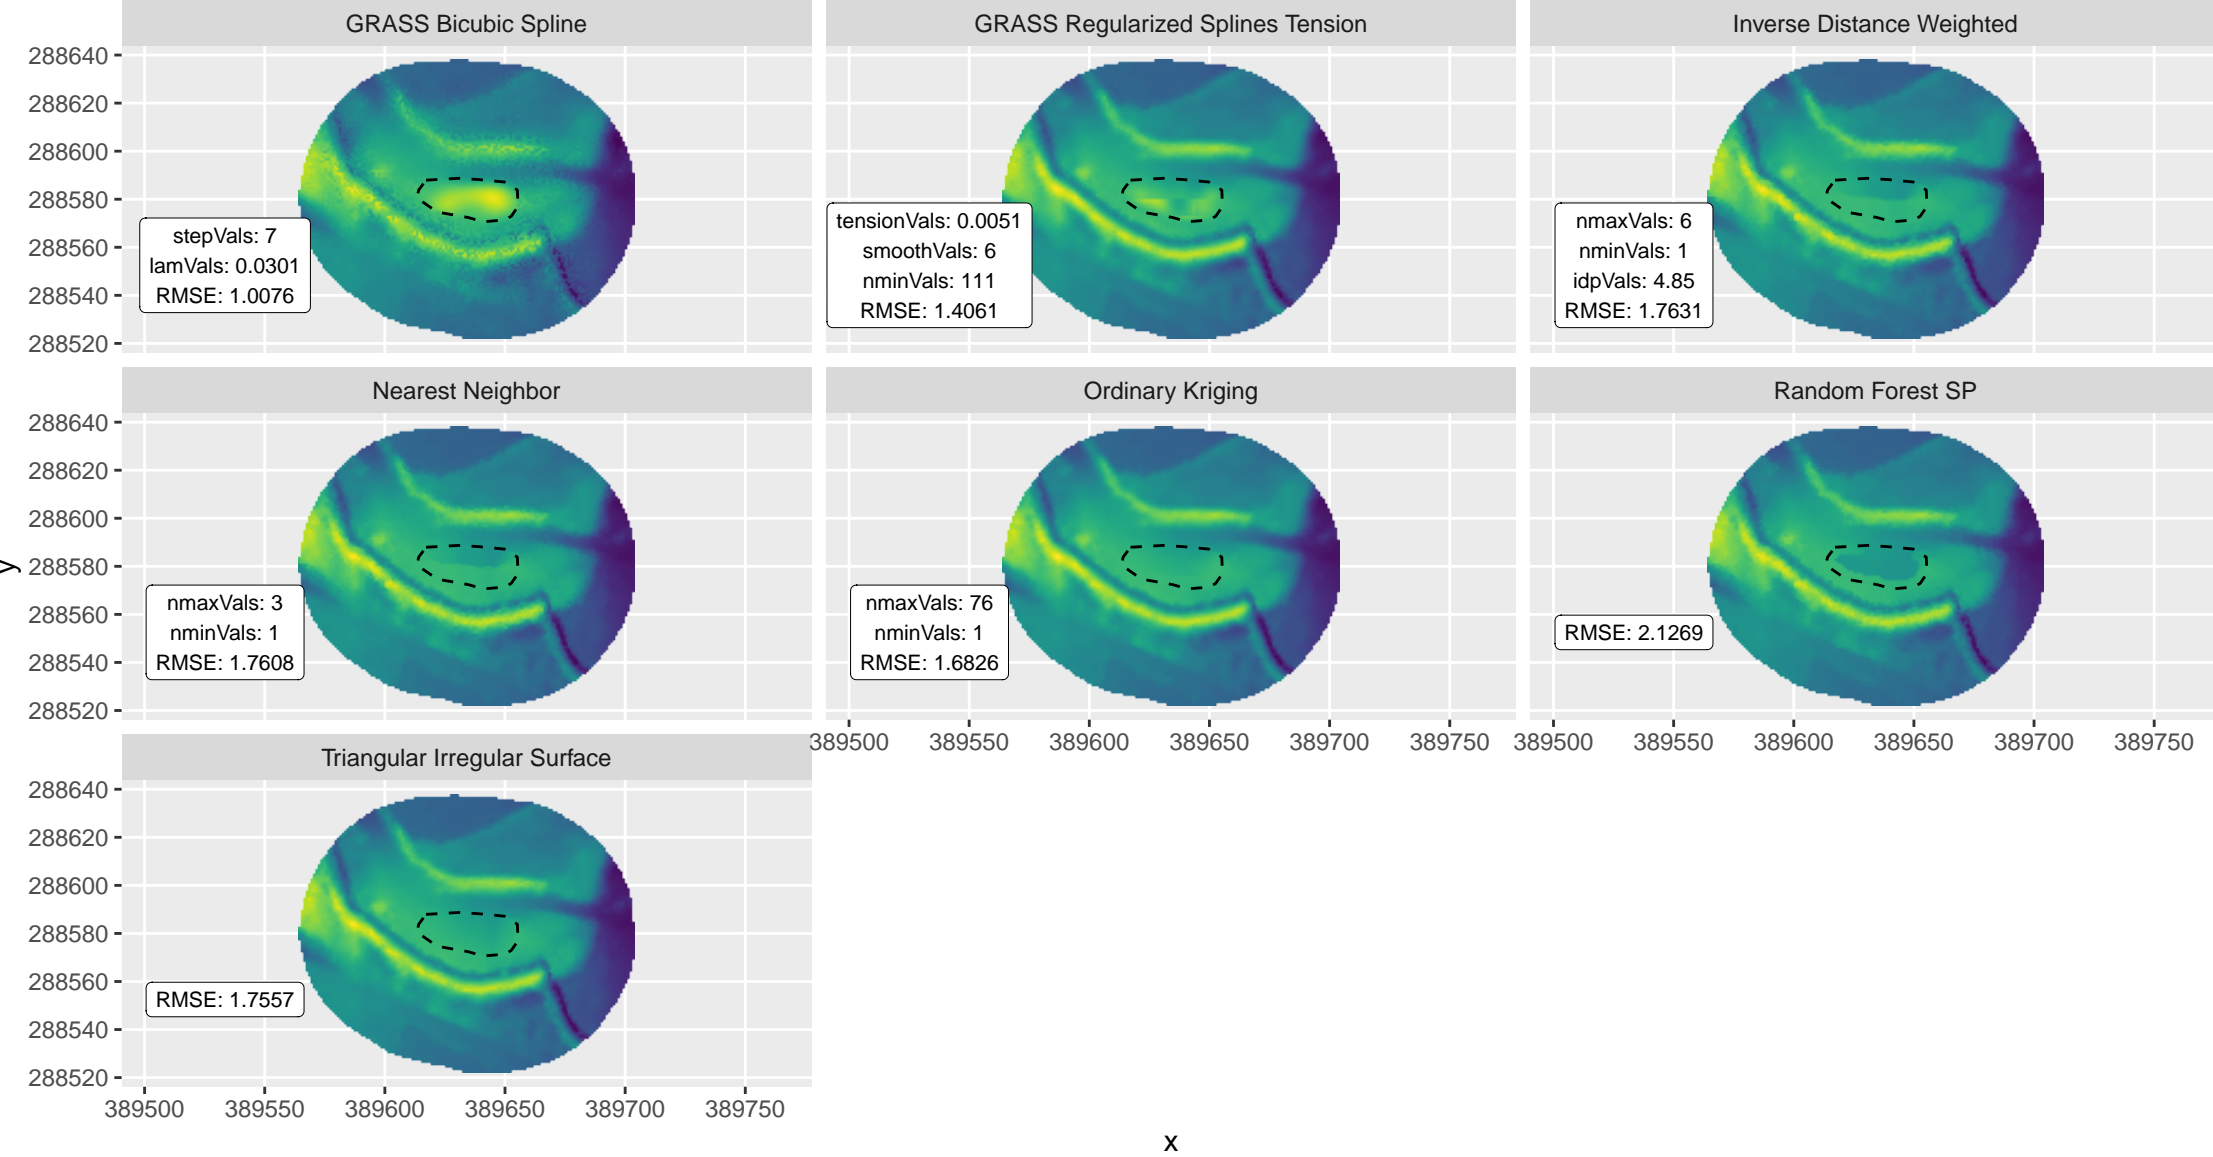 GRASS Bicubic Spline
GRASS Regularized Splines Tension
Inverse Distance Weighted
288640
288620
288600
288580
288560
288540
288520
stepVals: 7
lamVals: 0.0301
RMSE: 1.0076
tensionVals: 0.0051
smoothVals: 6
nminVals: 111
RMSE: 1.4061
nmaxVals: 6
nminVals: 1
idpVals: 4.85
RMSE: 1.7631
Nearest Neighbor
Ordinary Kriging
Random Forest SP
288640
288620
288600
288580
288560
288540
288520
y
nmaxVals: 3
nminVals: 1
RMSE: 1.7608
nmaxVals: 76
nminVals: 1
RMSE: 1.6826
RMSE: 2.1269
389500 389550 389600 389650 389700 389750
389500 389550 389600 389650 389700 389750
Triangular Irregular Surface
288640
288620
288600
288580
288560
288540
288520
RMSE: 1.7557
389500 389550 389600 389650 389700 389750
x